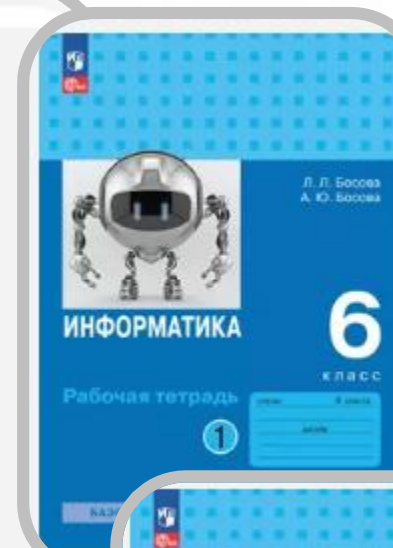 Л. Л. Босова
А. Ю. Босова
ИНФОРМАТИКА
6
класс
Рабочая тетрадь
1